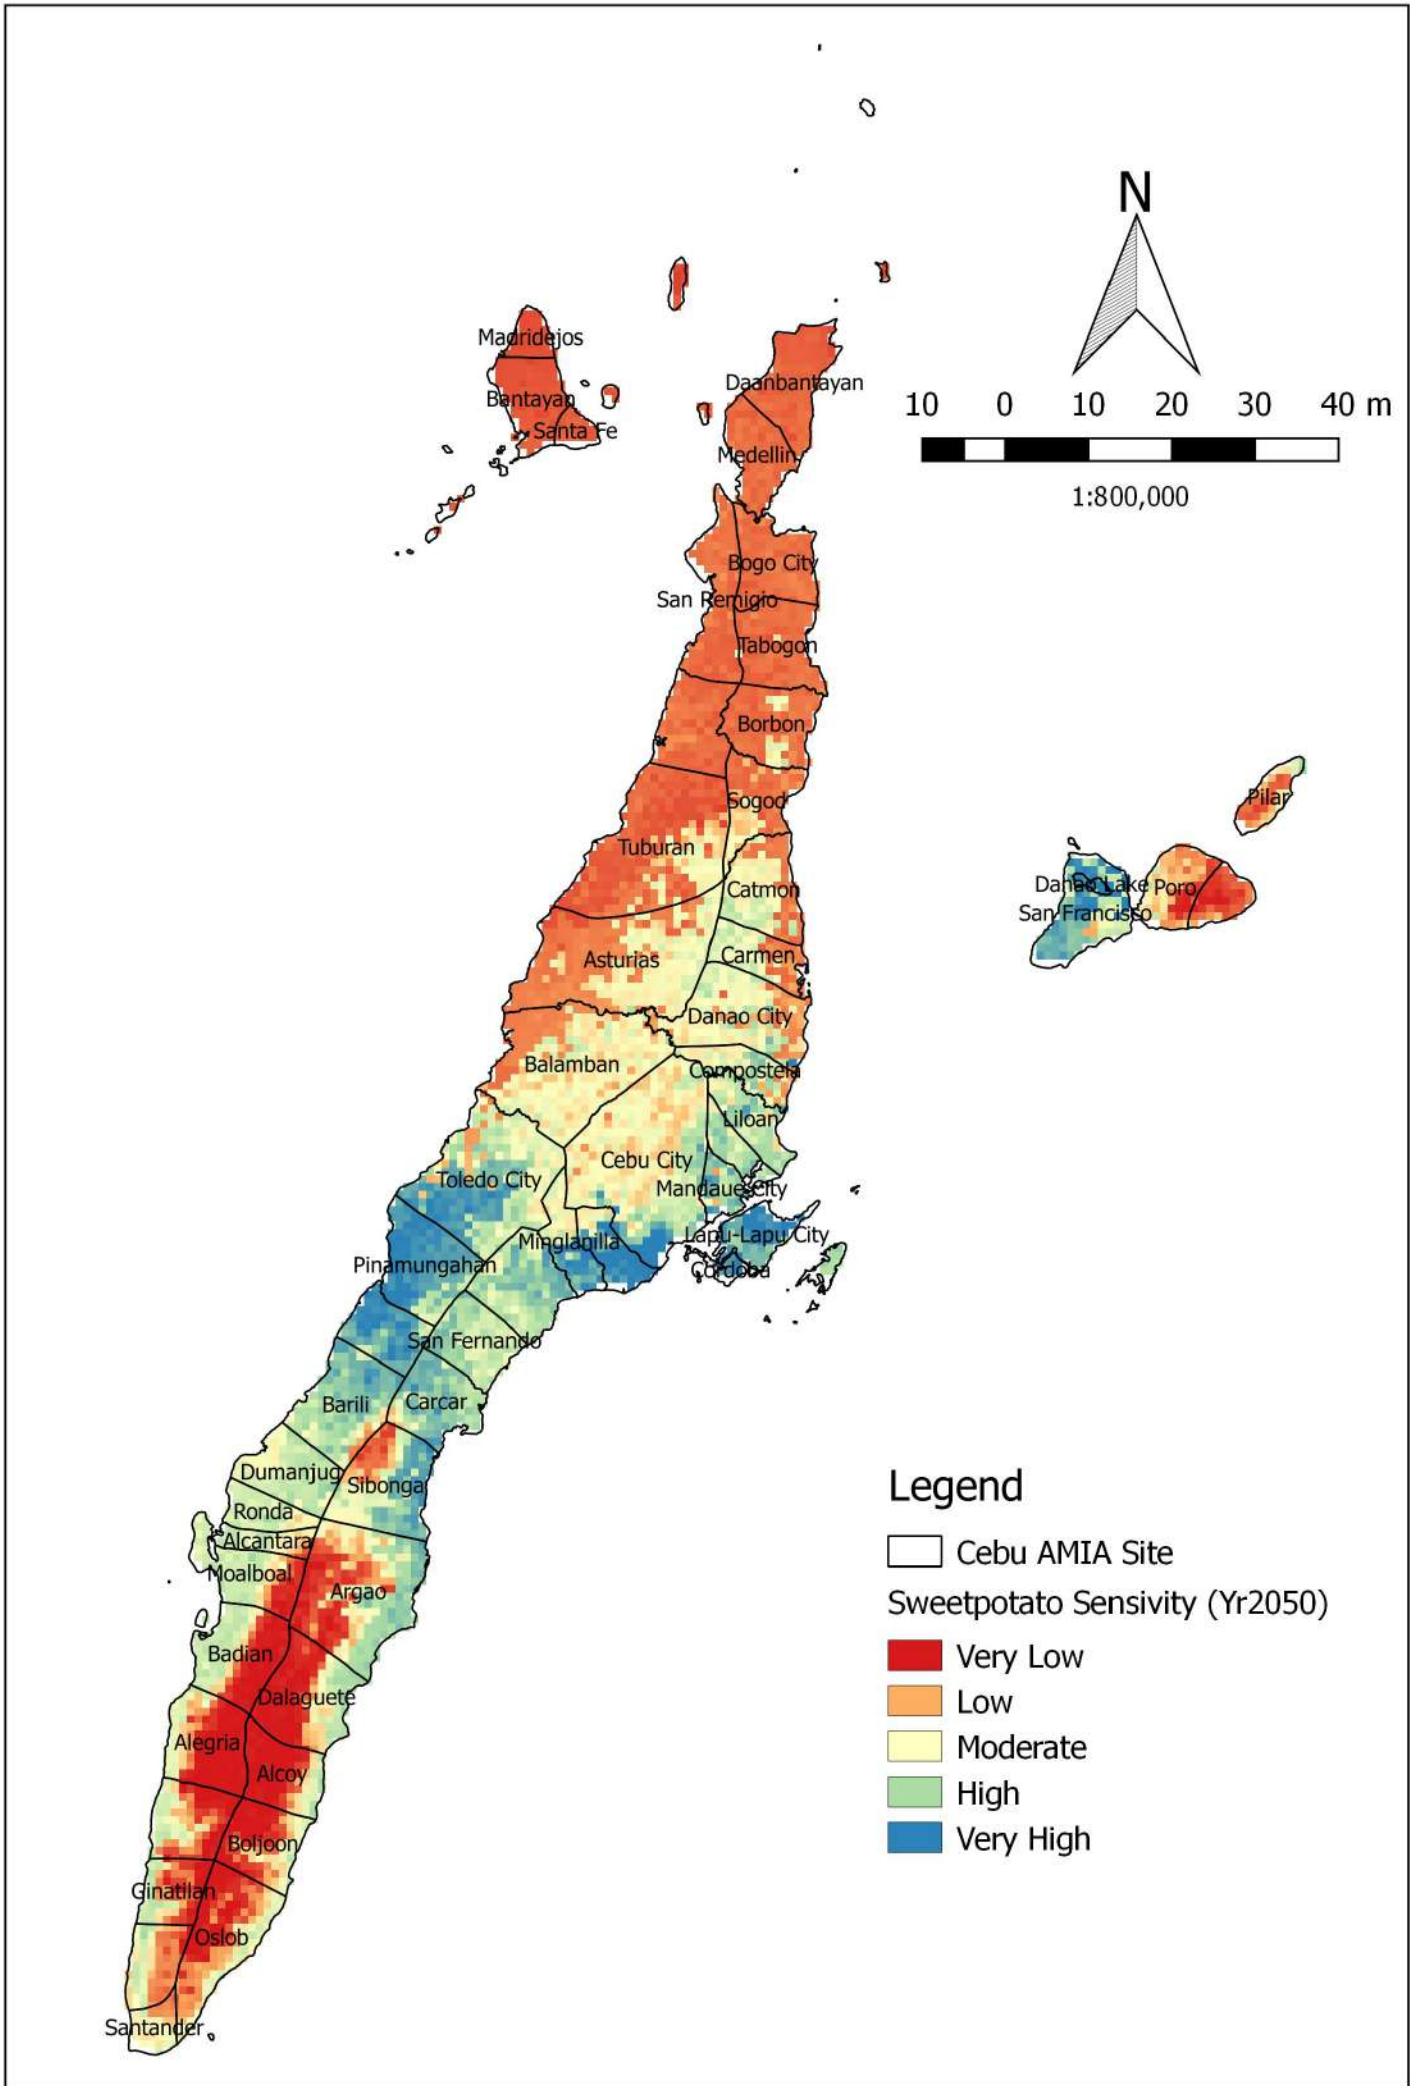 N
10 0 10 20 30 40 m
1:800,000
Madridejos
Bantayan
Santa Fe
Daanbantayan
Medellin
Bogo City
San Remigio
Tabogon
Borbon
Sogod
Tuburan
Catmon
Asturias
Carmen
Danao City
Balamban
Compostela
Liloan
Cebu City
Toledo City
Mandaue City
Lapu-Lapu City
Minglanilla
Cordoba
Pinamungahan
San Fernando
Barili
Carcar
Dumanjug
Sibonga
Ronda
Alcantara
Moalboal
Argao
Badian
Dalaguete
Alegria
Alcoy
Boljoon
Ginatilan
Oslob
Santander
Pilar
Danao Lake
Poro
San Francisco
Legend
Cebu AMIA Site
Sweetpotato Sensivity (Yr2050)
Very Low
Low
Moderate
High
Very High